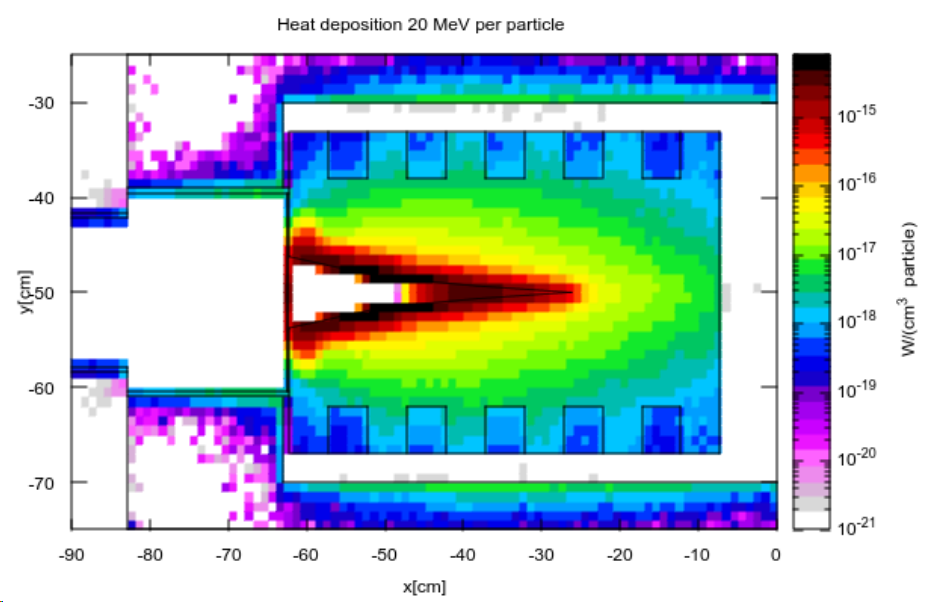 Heat deposition 20 MeV per particle
-30
-40
-50
-60
-70
y[cm]
-90 -80 -70 -60 -50 -40 -30 -20 -10 0
x[cm]
10^-15
10^-16
10^-17
10^-18
10^-19
10^-20
10^-21
W/(cm^3 particle)